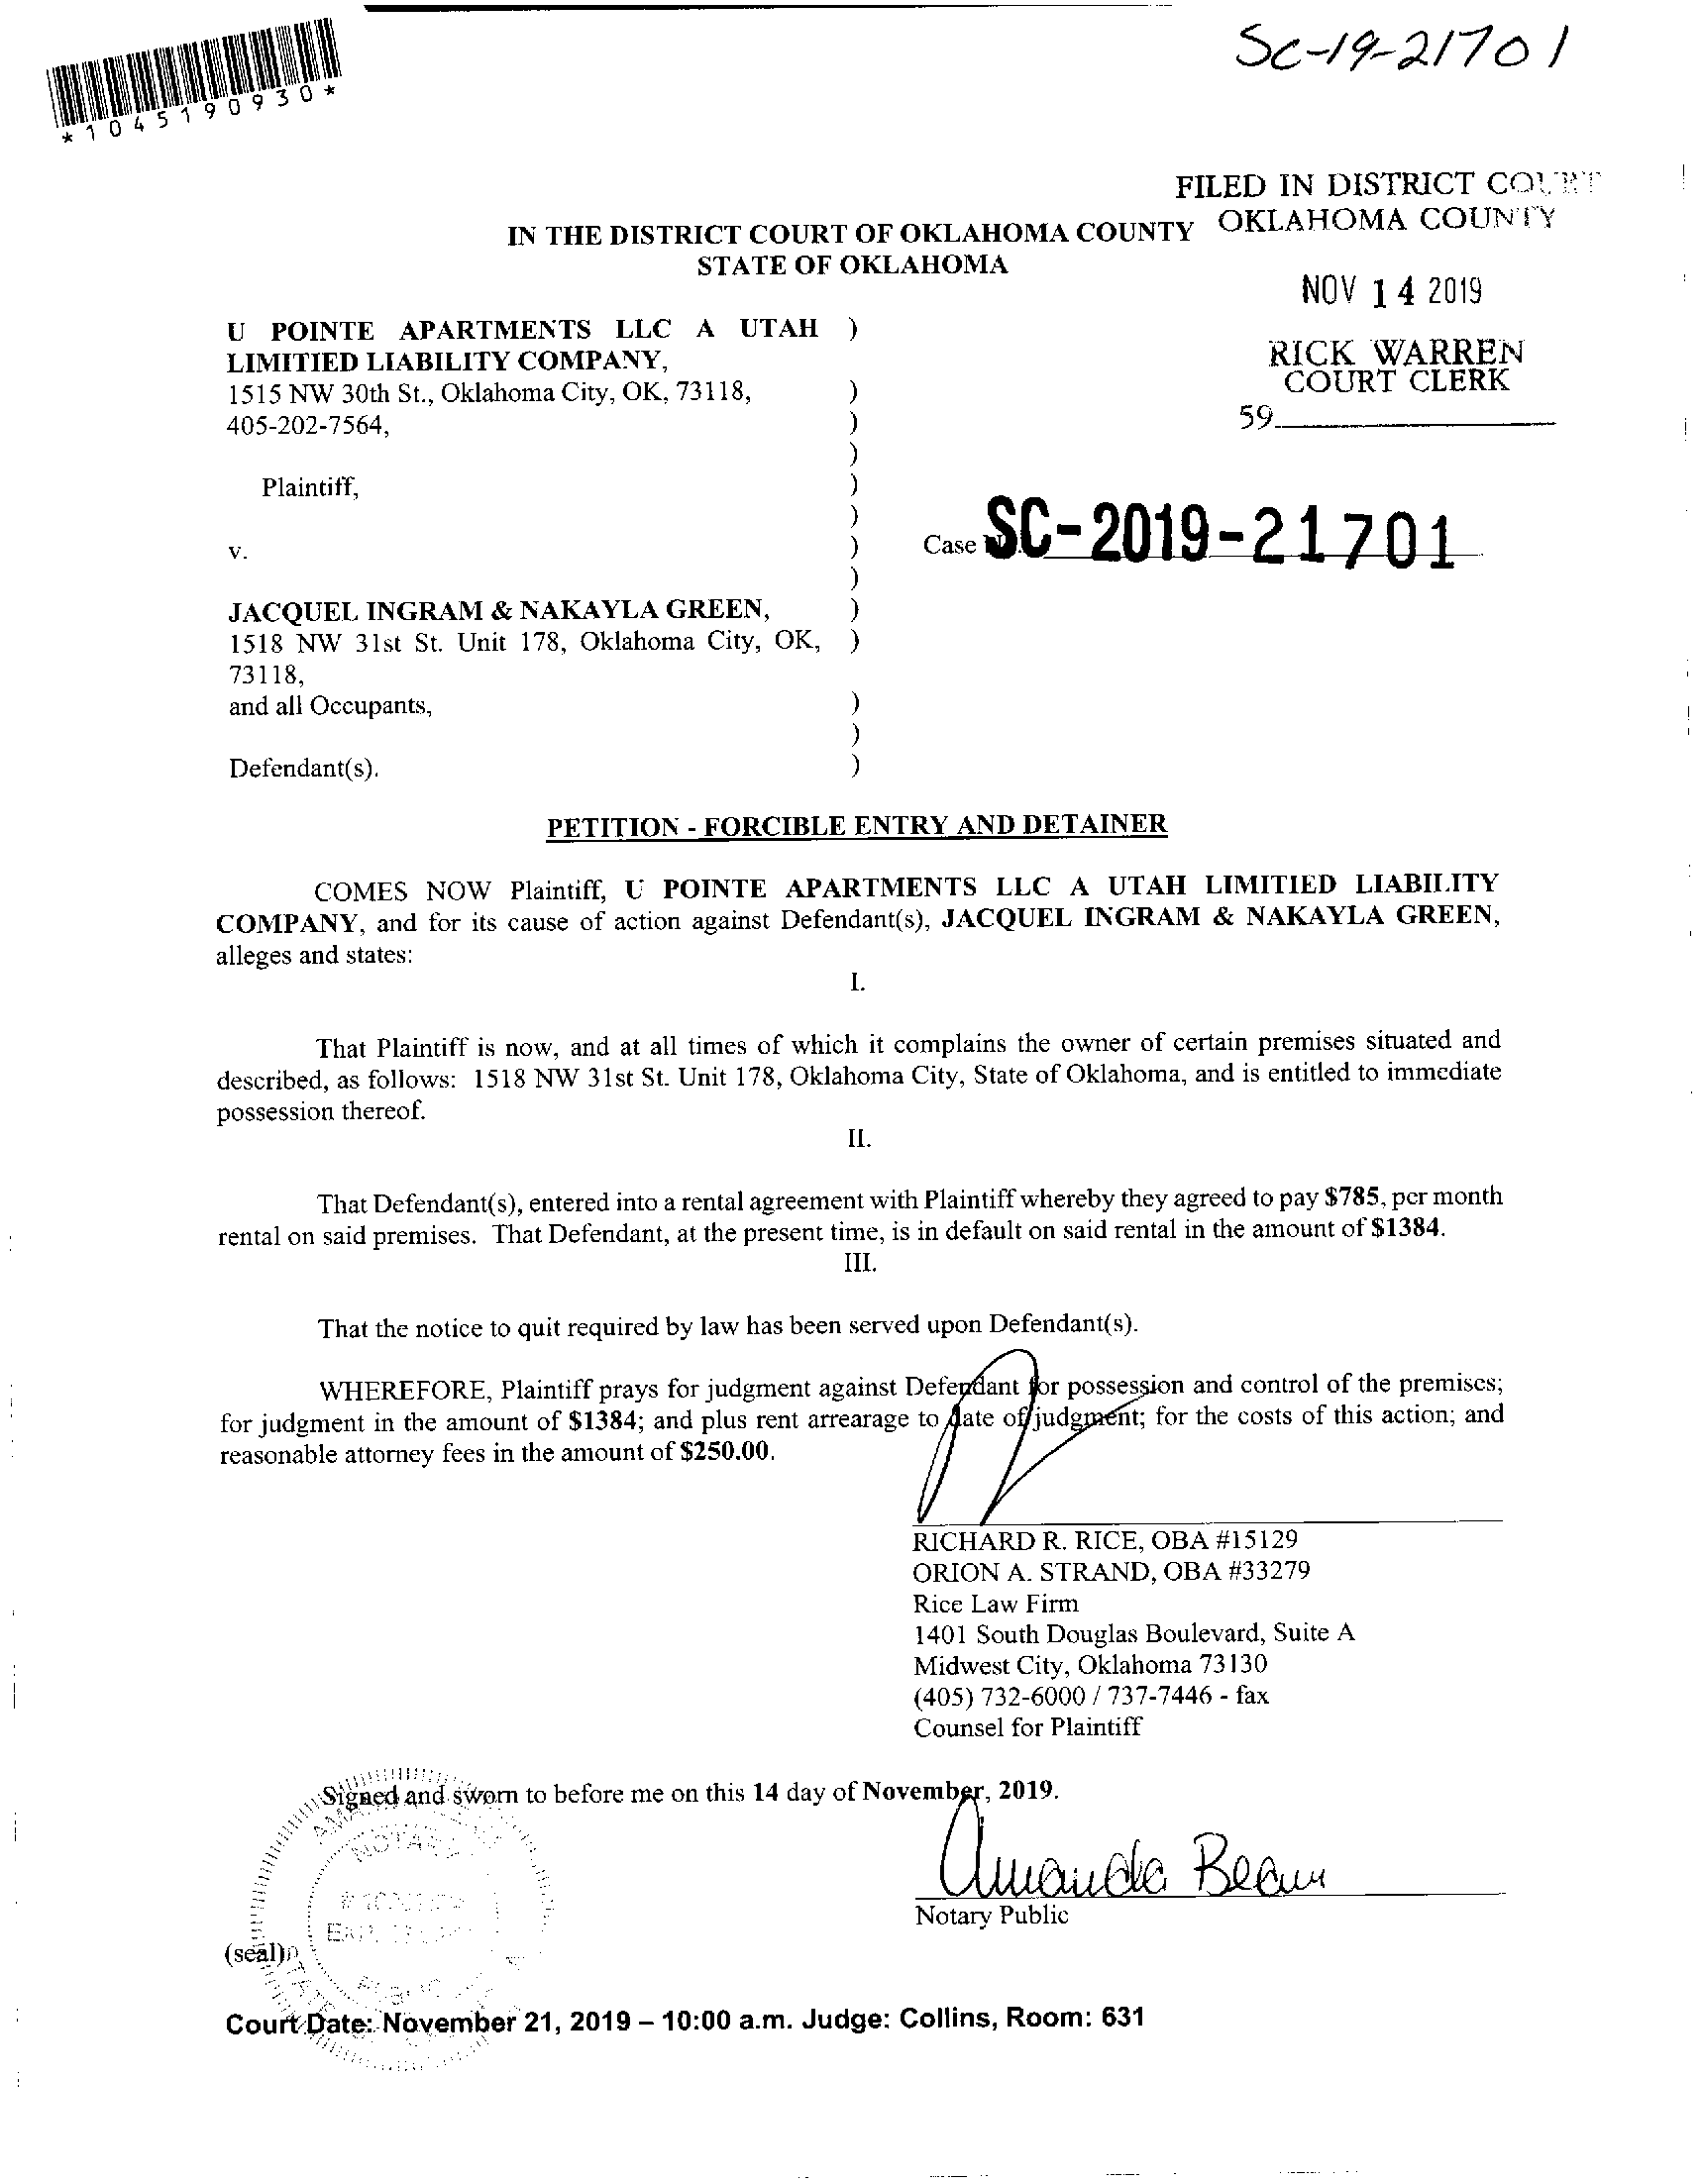 SC-19-21701
*1045190930*
FILED IN DISTRICT COURT
OKLAHOMA COUNTY
IN THE DISTRICT COURT OF OKLAHOMA COUNTY
STATE OF OKLAHOMA
NOV 14 2019
RICK WARREN
COURT CLERK
59
U POINTE APARTMENTS LLC A UTAH )
LIMITIED LIABILITY COMPANY,
1515 NW 30th St., Oklahoma City, OK, 73118, )
405-202-7564, )
)
Plaintiff, )
)
v. )
)
Case SC-2019-21701
JACQUEL INGRAM & NAKAYLA GREEN, )
1518 NW 31st St. Unit 178, Oklahoma City, OK, )
73118,
and all Occupants, )
)
Defendant(s). )
PETITION - FORCIBLE ENTRY AND DETAINER
COMES NOW Plaintiff, U POINTE APARTMENTS LLC A UTAH LIMITIED LIABILITY
COMPANY, and for its cause of action against Defendant(s), JACQUEL INGRAM & NAKAYLA GREEN,
alleges and states:
I.
That Plaintiff is now, and at all times of which it complains the owner of certain premises situated and
described, as follows: 1518 NW 31st St. Unit 178, Oklahoma City, State of Oklahoma, and is entitled to immediate
possession thereof.
II.
That Defendant(s), entered into a rental agreement with Plaintiff whereby they agreed to pay $785, per month
rental on said premises. That Defendant, at the present time, is in default on said rental in the amount of $1384.
III.
That the notice to quit required by law has been served upon Defendant(s).
WHEREFORE, Plaintiff prays for judgment against Defendant for possession and control of the premises;
for judgment in the amount of $1384; and plus rent arrearage to date of judgment; for the costs of this action; and
reasonable attorney fees in the amount of $250.00.
RICHARD R. RICE, OBA #15129
ORION A. STRAND, OBA #33279
Rice Law Firm
1401 South Douglas Boulevard, Suite A
Midwest City, Oklahoma 73130
(405) 732-6000 / 737-7446 - fax
Counsel for Plaintiff
Signed and sworn to before me on this 14 day of November, 2019.
NOTARY
PUBLIC
Amanda Beam
Notary Public
(seal)
Court Date: November 21, 2019 – 10:00 a.m. Judge: Collins, Room: 631